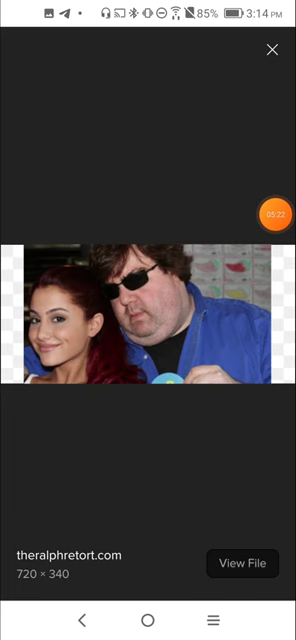 85% 3:14 PM
05:22
theralphretort.com
720 × 340
View File